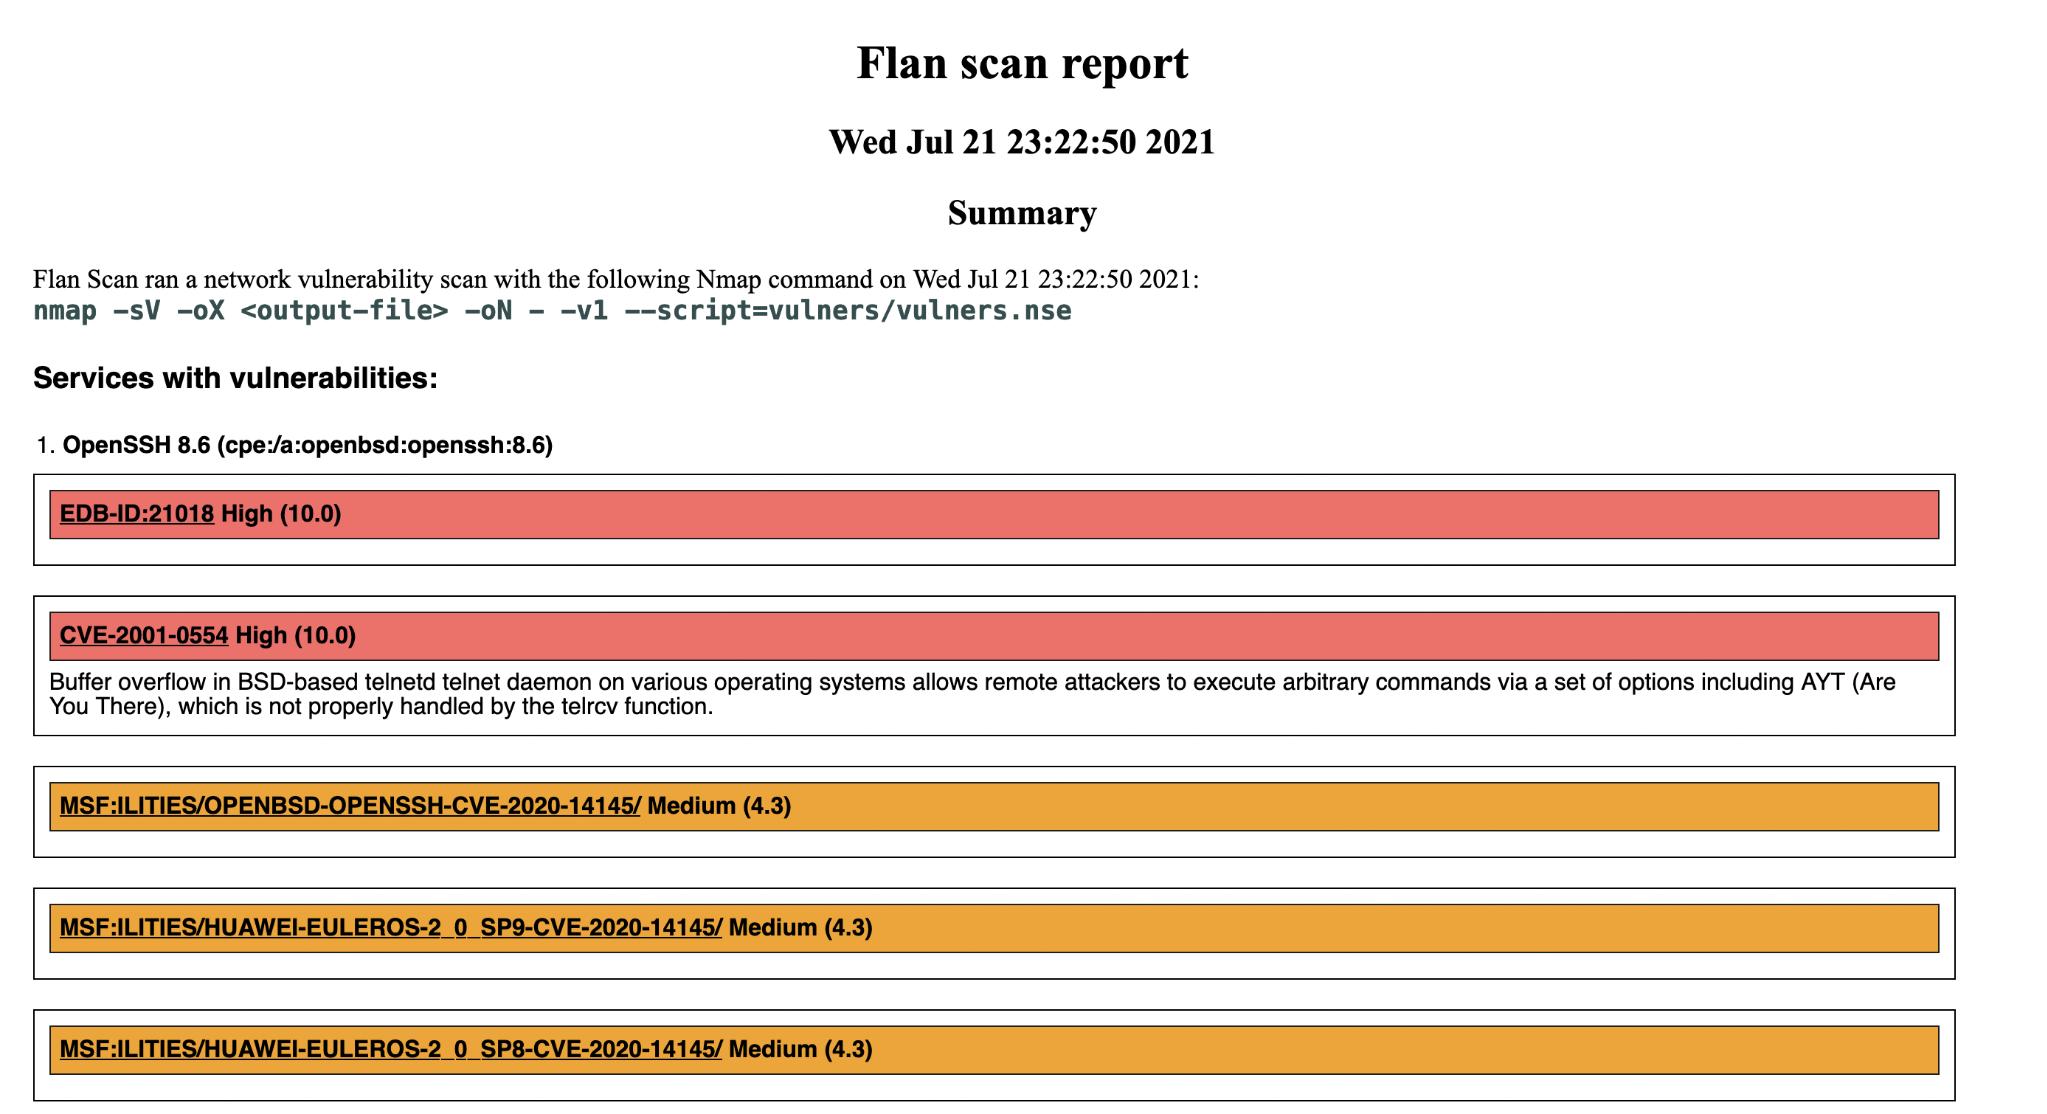 Flan scan report
Wed Jul 21 23:22:50 2021
Summary
Flan Scan ran a network vulnerability scan with the following Nmap command on Wed Jul 21 23:22:50 2021:
nmap -sV -oX <output-file> -oN - -v1 --script=vulners/vulners.nse
Services with vulnerabilities:
1. OpenSSH 8.6 (cpe:/a:openbsd:openssh:8.6)
EDB-ID:21018 High (10.0)
CVE-2001-0554 High (10.0)
Buffer overflow in BSD-based telnetd telnet daemon on various operating systems allows remote attackers to execute arbitrary commands via a set of options including AYT (Are
You There), which is not properly handled by the telrcv function.
MSF:ILITIES/OPENBSD-OPENSSH-CVE-2020-14145/ Medium (4.3)
MSF:ILITIES/HUAWEI-EULEROS-2_0_SP9-CVE-2020-14145/ Medium (4.3)
MSF:ILITIES/HUAWEI-EULEROS-2_0_SP8-CVE-2020-14145/ Medium (4.3)